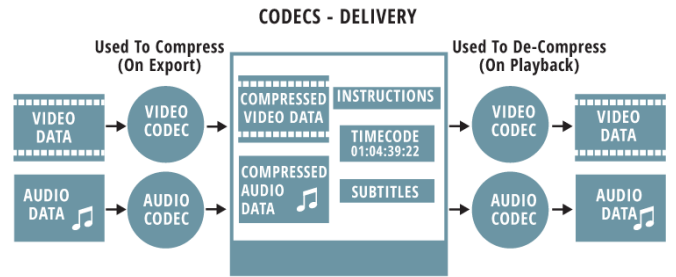 CODECS - DELIVERY
Used To Compress
(On Export)
Used To De-Compress
(On Playback)
VIDEO
DATA
VIDEO
CODEC
COMPRESSED
VIDEO DATA
INSTRUCTIONS
TIMECODE
01:04:39:22
VIDEO
CODEC
VIDEO
DATA
AUDIO
DATA
AUDIO
CODEC
COMPRESSED
AUDIO
DATA
SUBTITLES
AUDIO
CODEC
AUDIO
DATA